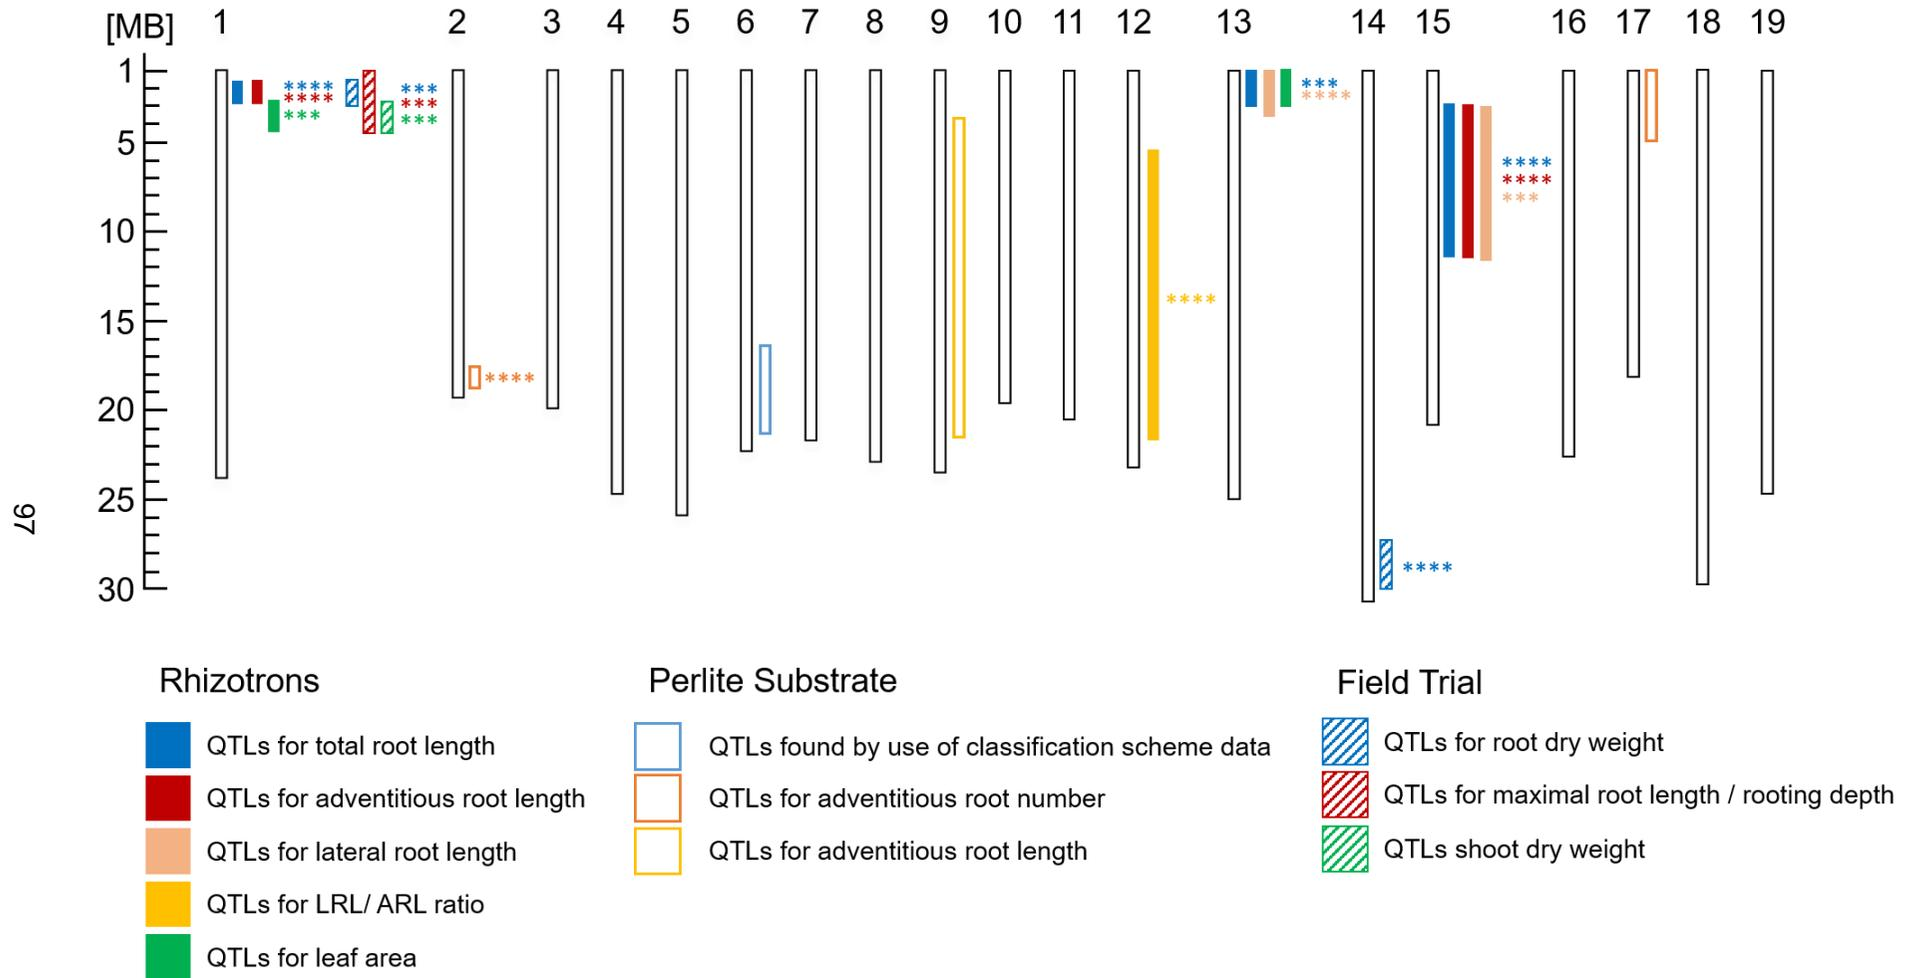 [MB] 1 2 3 4 5 6 7 8 9 10 11 12 13 14 15 16 17 18 19
1
5
10
15
20
25
30
**** *** *** ****
**** *** ****
*** ***
****
****
***
****
****
****
97
Rhizotrons
QTLs for total root length
QTLs for adventitious root length
QTLs for lateral root length
QTLs for LRL/ ARL ratio
QTLs for leaf area
Perlite Substrate
QTLs found by use of classification scheme data
QTLs for adventitious root number
QTLs for adventitious root length
Field Trial
QTLs for root dry weight
QTLs for maximal root length / rooting depth
QTLs shoot dry weight